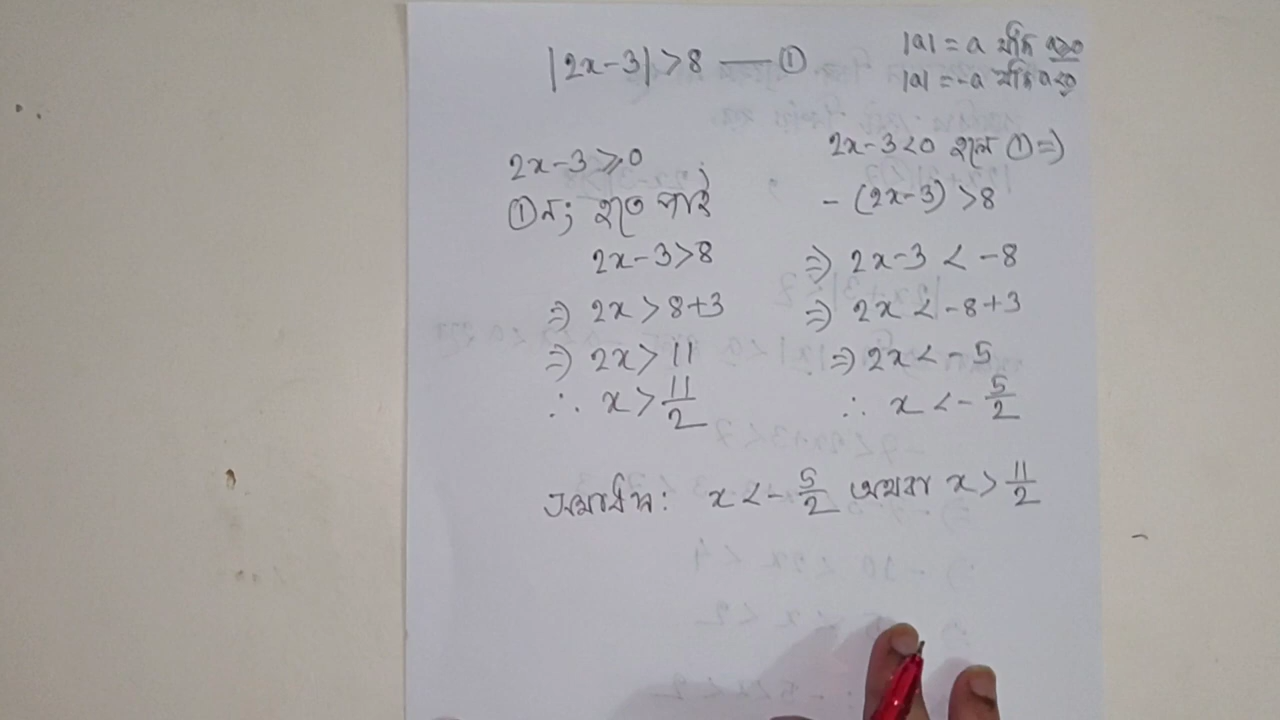 |2x-3| > 8 — ①
|a| = a যদি a≥0
|a| = -a যদি a<0
2x-3 ≥ 0
①নং হতে পাই
2x-3 > 8
⇒ 2x > 8+3
⇒ 2x > 11
∴ x > 11/2
2x-3 < 0 হলে ① ⇒
-(2x-3) > 8
⇒ 2x-3 < -8
⇒ 2x < -8+3
⇒ 2x < -5
∴ x < -5/2
সমাধান: x < -5/2 অথবা x > 11/2